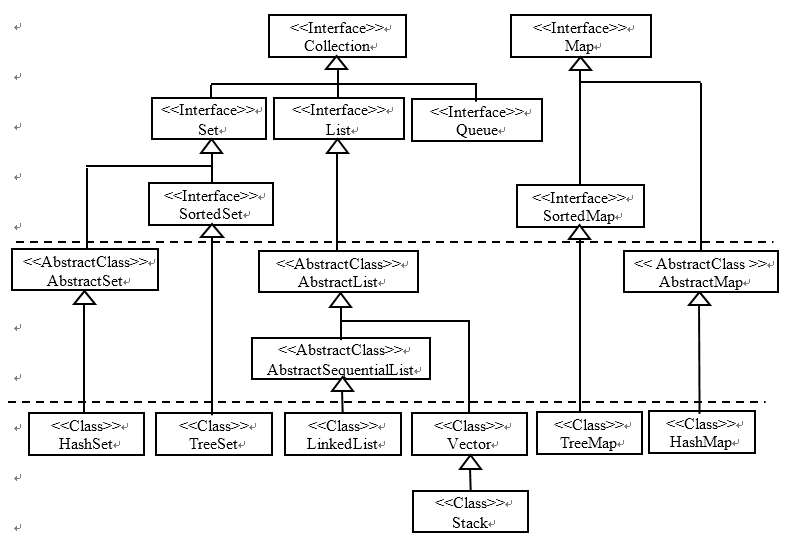 <<Interface>>
Collection
<<Interface>>
Map
<<Interface>>
Set
<<Interface>>
List
<<Interface>>
Queue
<<Interface>>
SortedSet
<<Interface>>
SortedMap
<<AbstractClass>>
AbstractSet
<<AbstractClass>>
AbstractList
<< AbstractClass >>
AbstractMap
<<AbstractClass>>
AbstractSequentialList
<<Class>>
HashSet
<<Class>>
TreeSet
<<Class>>
LinkedList
<<Class>>
Vector
<<Class>>
TreeMap
<<Class>>
HashMap
<<Class>>
Stack